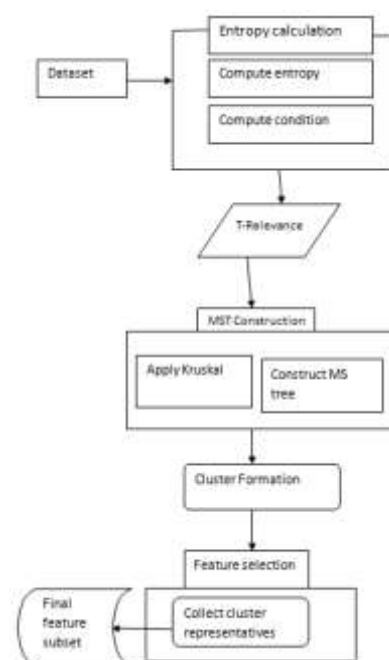 Entropy calculation
Dataset
Compute entropy
Compute condition
T-Relevance
MST Construction
Apply Kruskal
Construct MS
tree
Cluster Formation
Feature selection
Final
feature
subset
Collect cluster
representatives